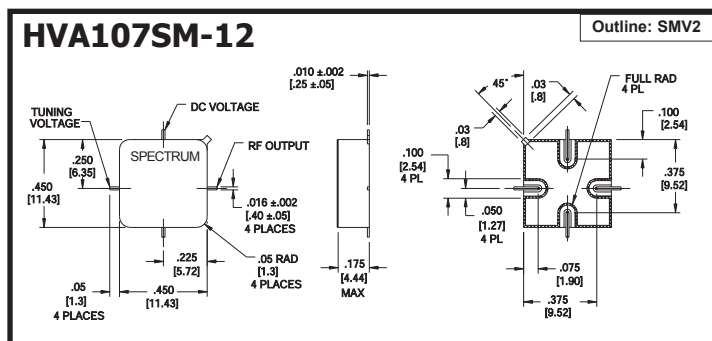 HVA107SM-12
Outline: SMV2
.010 ±.002
[.25 ±.05]
TUNING
VOLTAGE
DC VOLTAGE
SPECTRUM
RF OUTPUT
.250
[6.35]
.450
[11.43]
.016 ±.002
[.40 ±.05]
4 PLACES
.225
[5.72]
.05 RAD
[1.3]
4 PLACES
.05
[1.3]
4 PLACES
.450
[11.43]
.175
[4.44]
MAX
45°
.03
[.8]
.03
[.8]
FULL RAD
4 PL
.100
[2.54]
.100
[2.54]
4 PL
.375
[9.52]
.050
[1.27]
4 PL
.075
[1.90]
.375
[9.52]